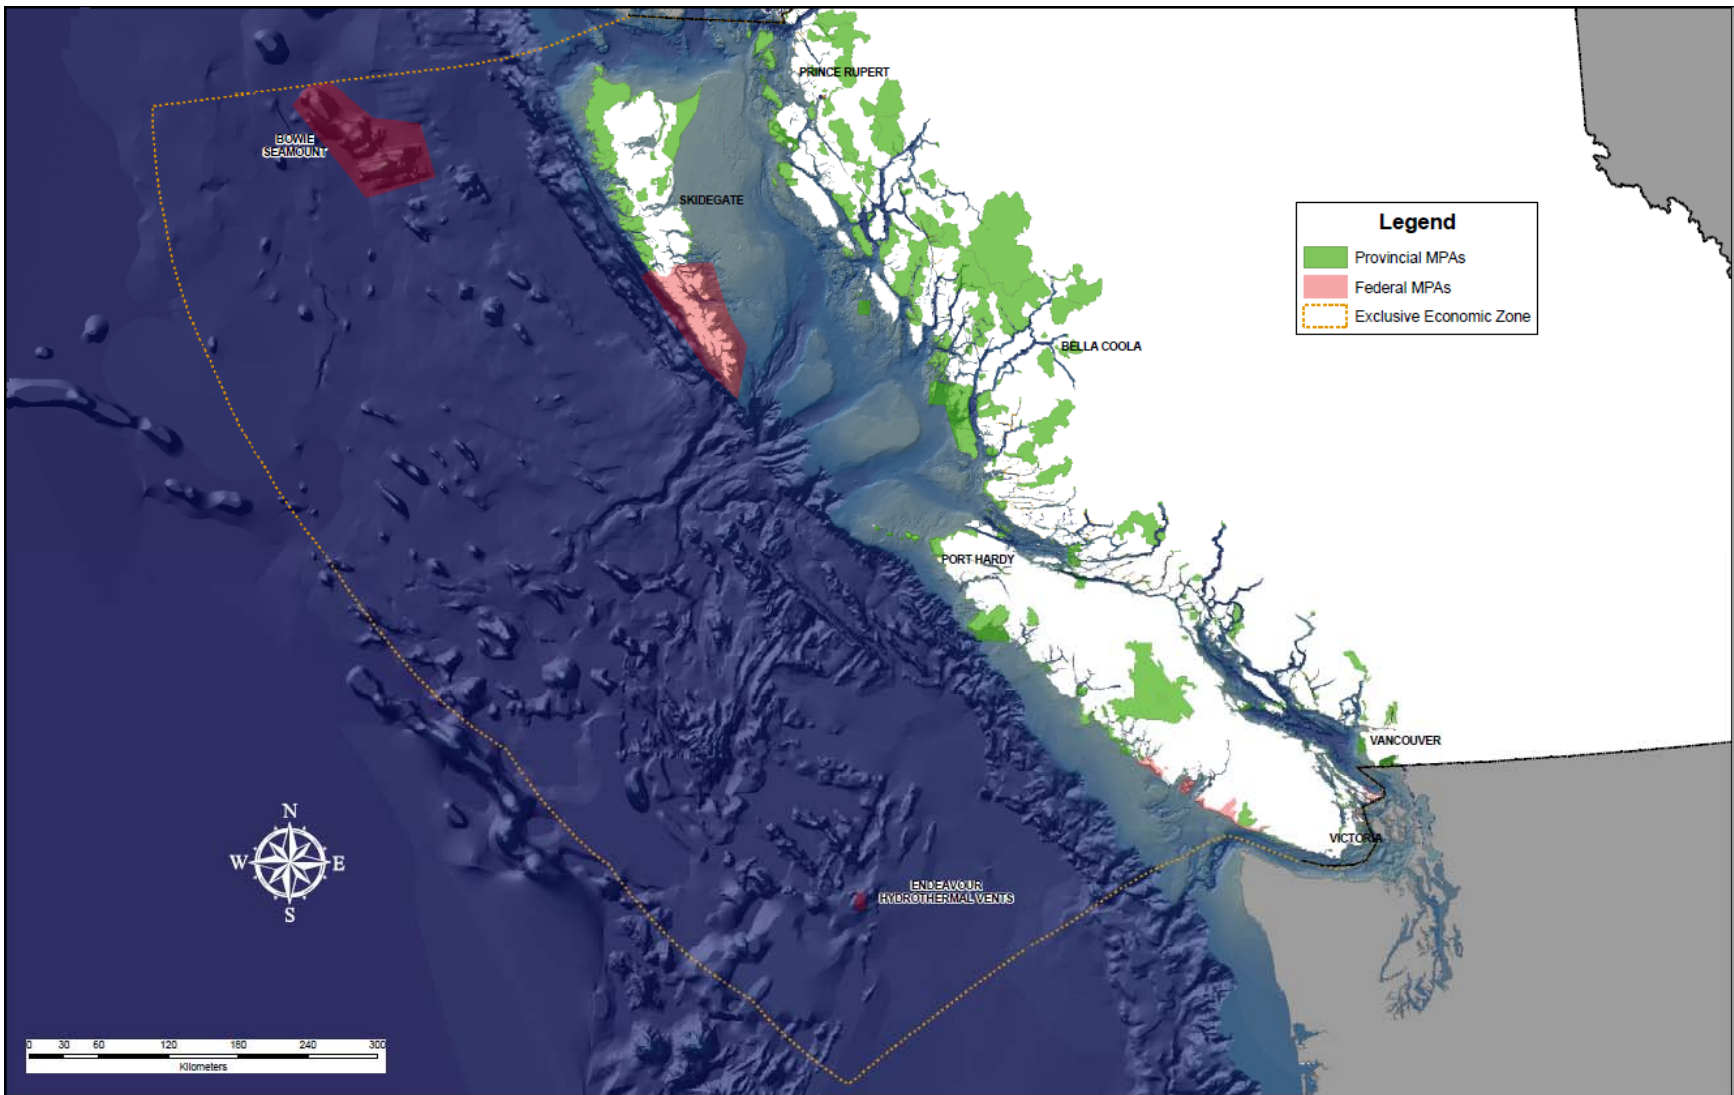 PRINCE RUPERT
BOWIE
SEAMOUNT
SKIDEGATE
Legend
Provincial MPAs
Federal MPAs
Exclusive Economic Zone
BELLA COOLA
PORT HARDY
VANCOUVER
VICTORIA
N
W
E
S
ENDEAVOUR
HYDROTHERMAL VENTS
0 30 60 120 180 240 300
Kilometers